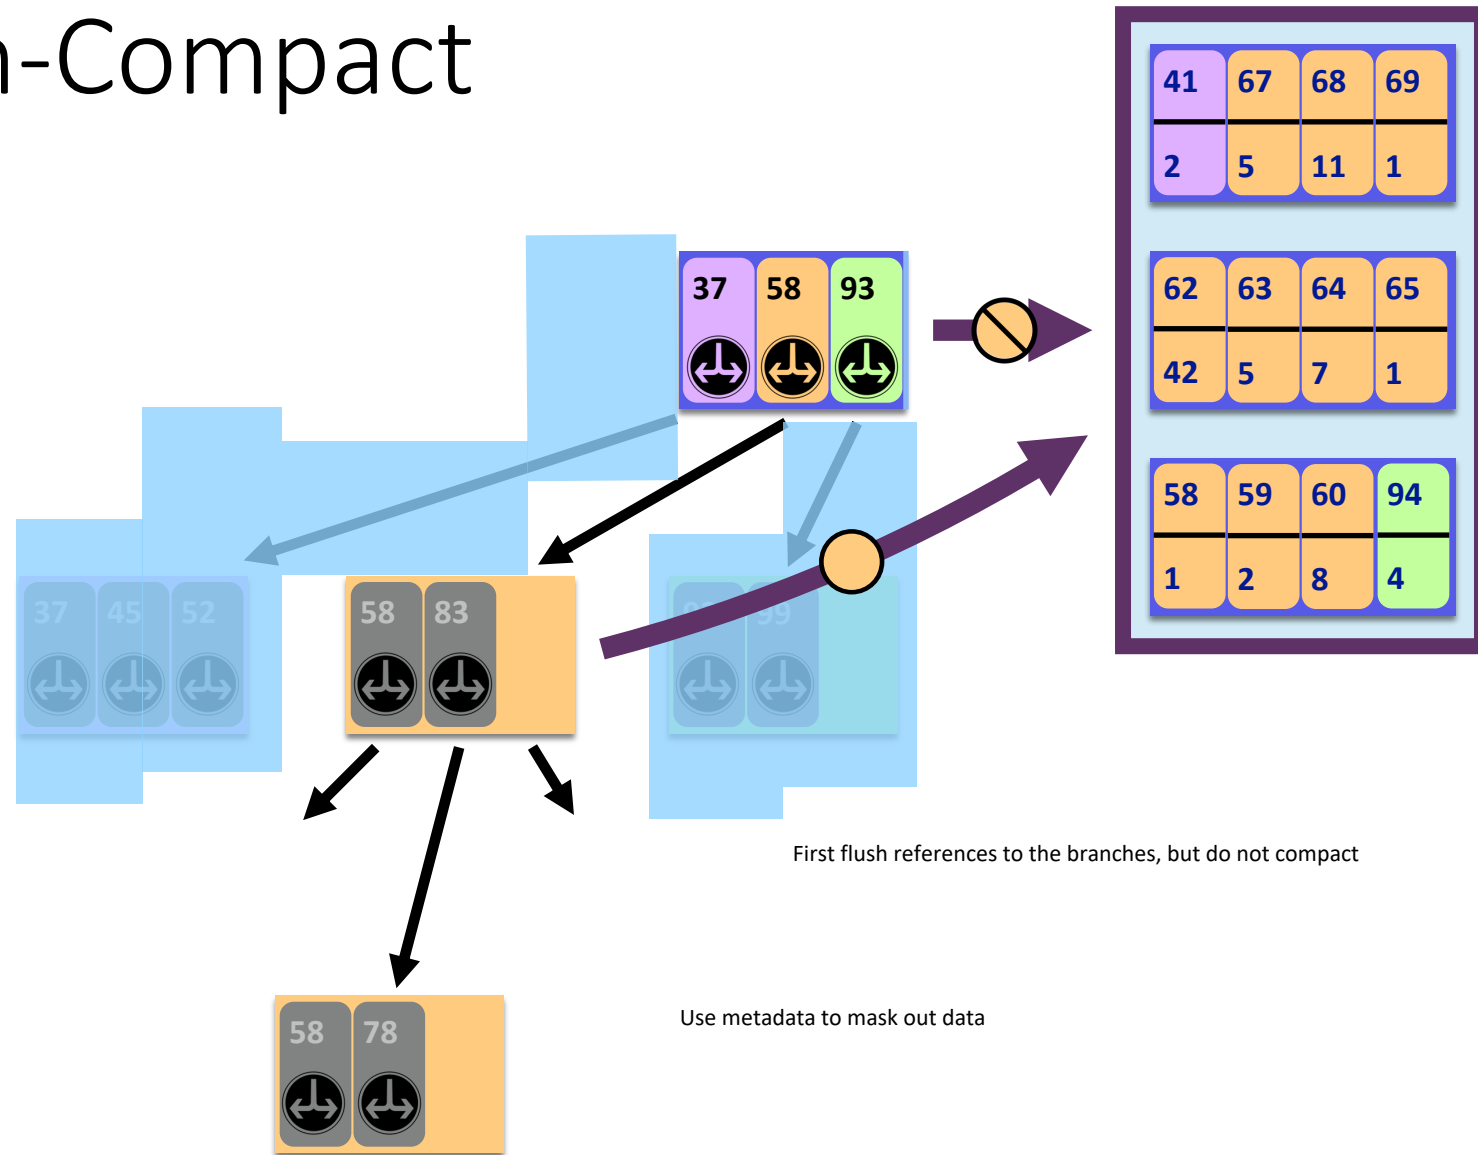 n-Compact
41 67 68 69
2 5 11 1
37 58 93
62 63 64 65
42 5 7 1
58 59 60 94
1 2 8 4
37 45 52
58 83
99
First flush references to the branches, but do not compact
Use metadata to mask out data
58 78